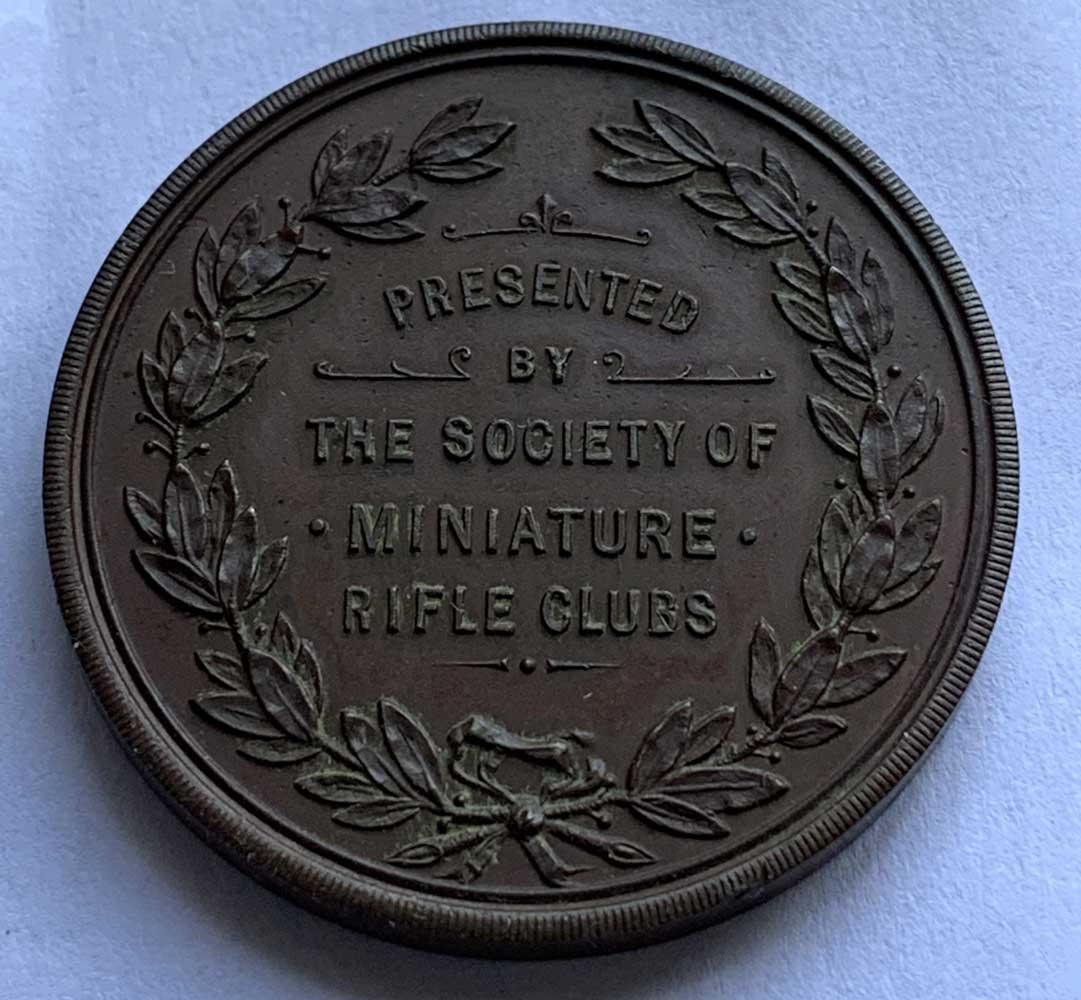 PRESENTED
BY
THE SOCIETY OF
· MINIATURE ·
RIFLE CLUBS